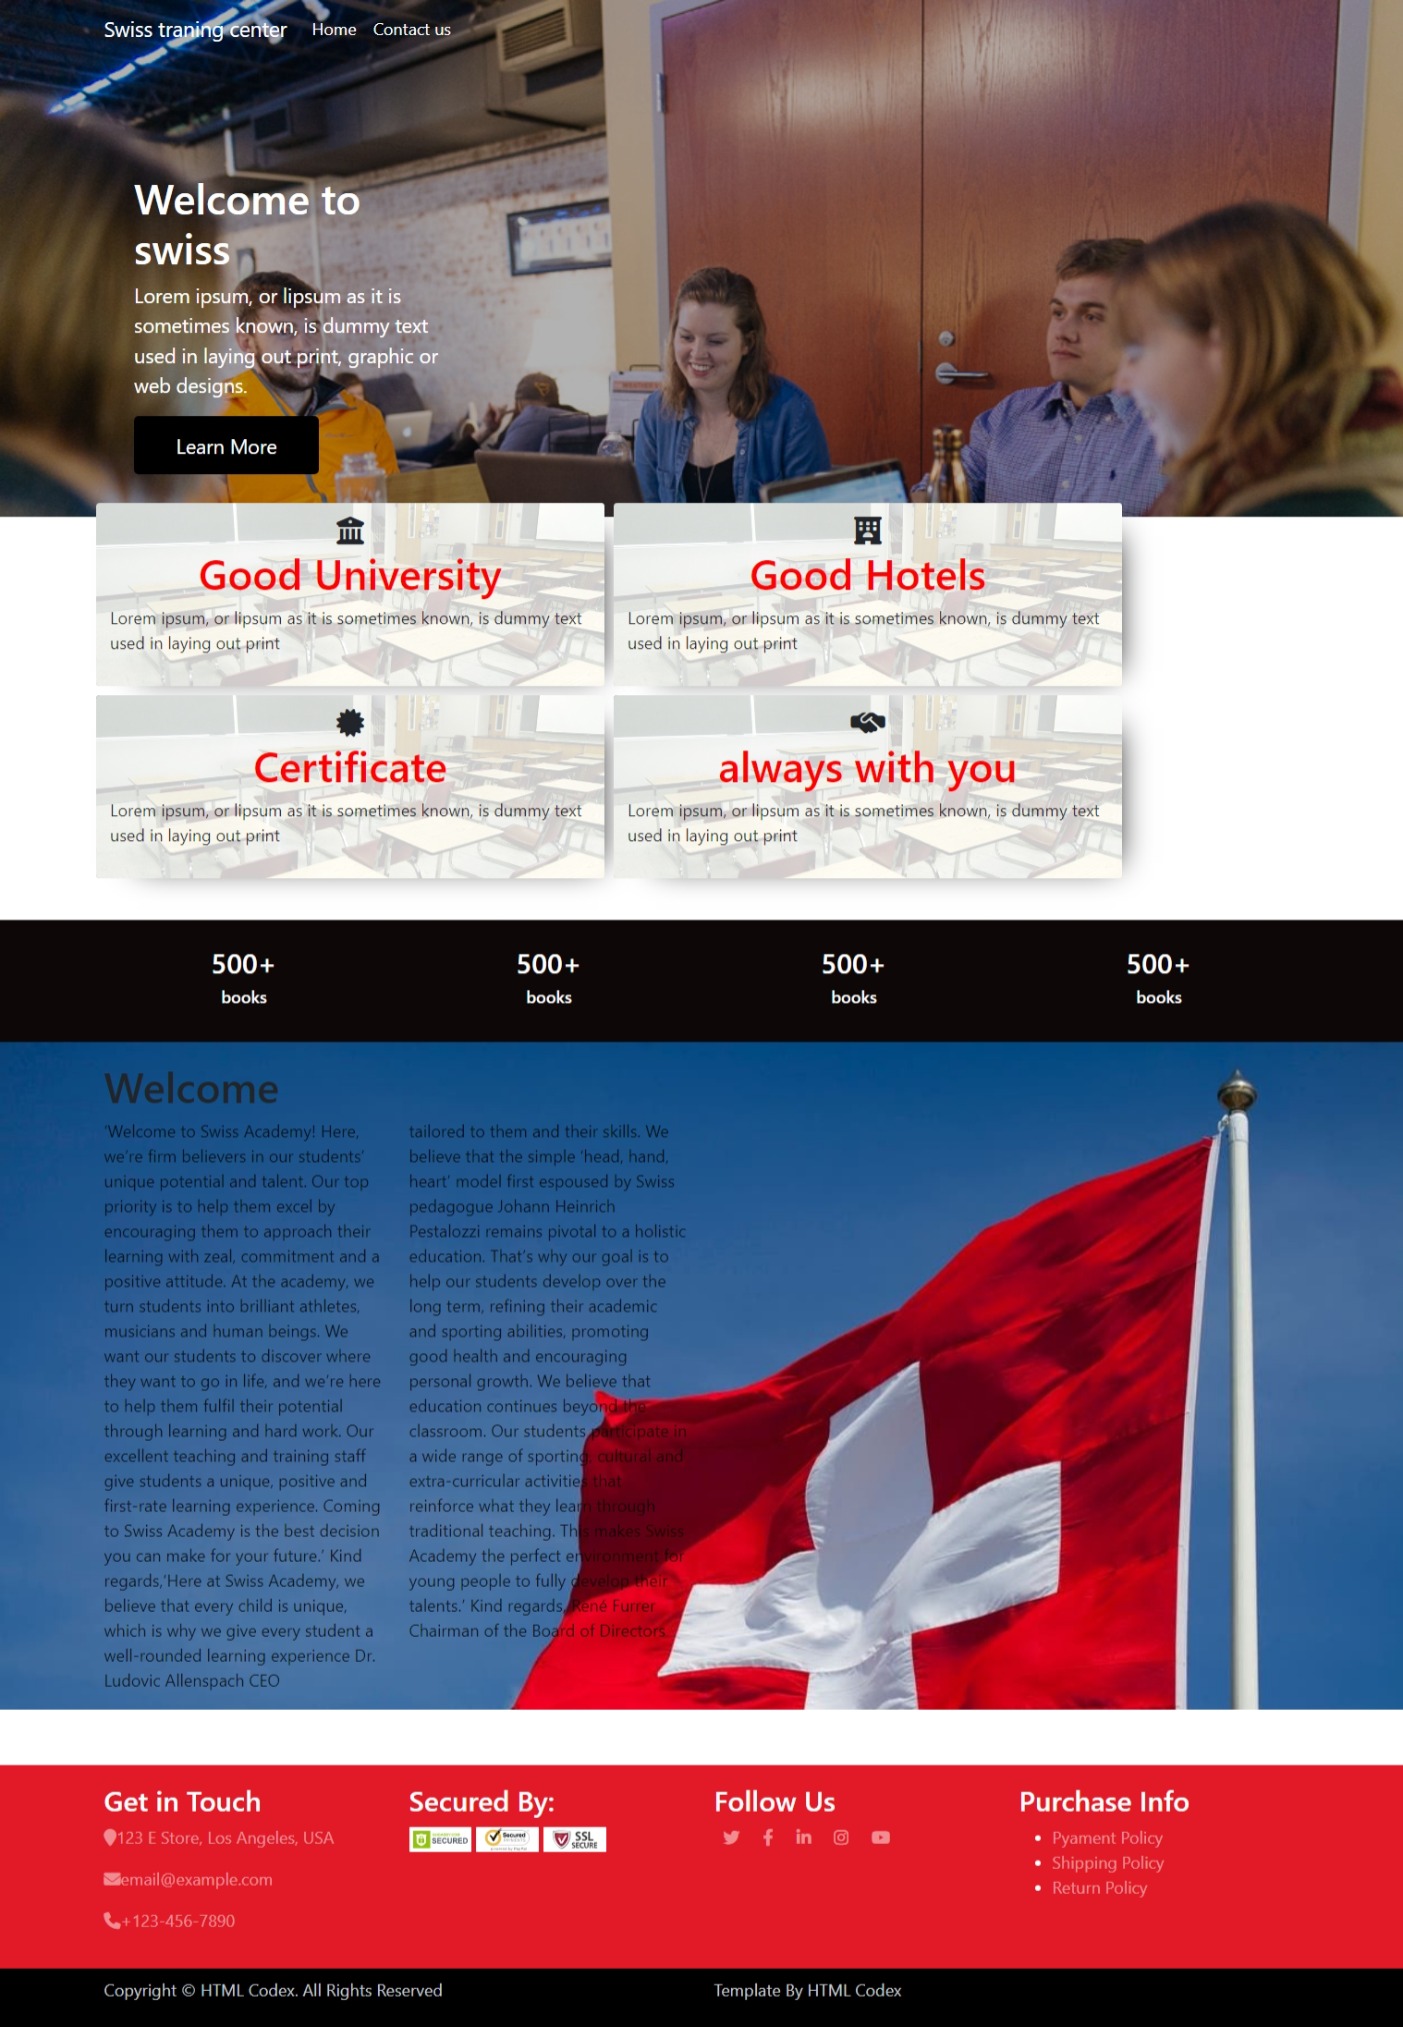 Swiss traning center Home Contact us
Welcome to
swiss
Lorem ipsum, or lipsum as it is
sometimes known, is dummy text
used in laying out print, graphic or
web designs.
Learn More
Good University
Lorem ipsum, or lipsum as it is sometimes known, is dummy text
used in laying out print
Good Hotels
Lorem ipsum, or lipsum as it is sometimes known, is dummy text
used in laying out print
Certificate
Lorem ipsum, or lipsum as it is sometimes known, is dummy text
used in laying out print
always with you
Lorem ipsum, or lipsum as it is sometimes known, is dummy text
used in laying out print
500+
books
500+
books
500+
books
500+
books
Welcome
‘Welcome to Swiss Academy! Here,
we’re firm believers in our students’
unique potential and talent. Our top
priority is to help them excel by
encouraging them to approach their
learning with zeal, commitment and a
positive attitude. At the academy, we
turn students into brilliant athletes,
musicians and human beings. We
want our students to discover where
they want to go in life, and we’re here
to help them fulfil their potential
through learning and hard work. Our
excellent teaching and training staff
give students a unique, positive and
first-rate learning experience. Coming
to Swiss Academy is the best decision
you can make for your future.’ Kind
regards,‘Here at Swiss Academy, we
believe that every child is unique,
which is why we give every student a
well-rounded learning experience Dr.
Ludovic Allenspach CEO
tailored to them and their skills. We
believe that the simple ‘head, hand,
heart’ model first espoused by Swiss
pedagogue Johann Heinrich
Pestalozzi remains pivotal to a holistic
education. That’s why our goal is to
help our students develop over the
long term, refining their academic
and sporting abilities, promoting
good health and encouraging
personal growth. We believe that
education continues beyond the
classroom. Our students participate in
a wide range of sporting, cultural and
extra-curricular activities that
reinforce what they learn through
traditional teaching. This makes Swiss
Academy the perfect environment for
young people to fully develop their
talents.’ Kind regards, René Furrer
Chairman of the Board of Directors
Get in Touch
123 E Store, Los Angeles, USA
email@example.com
+123-456-7890
Secured By:
SECURED
Secured
SSL
SECURE
Follow Us
Purchase Info
Pyament Policy
Shipping Policy
Return Policy
Copyright © HTML Codex. All Rights Reserved
Template By HTML Codex